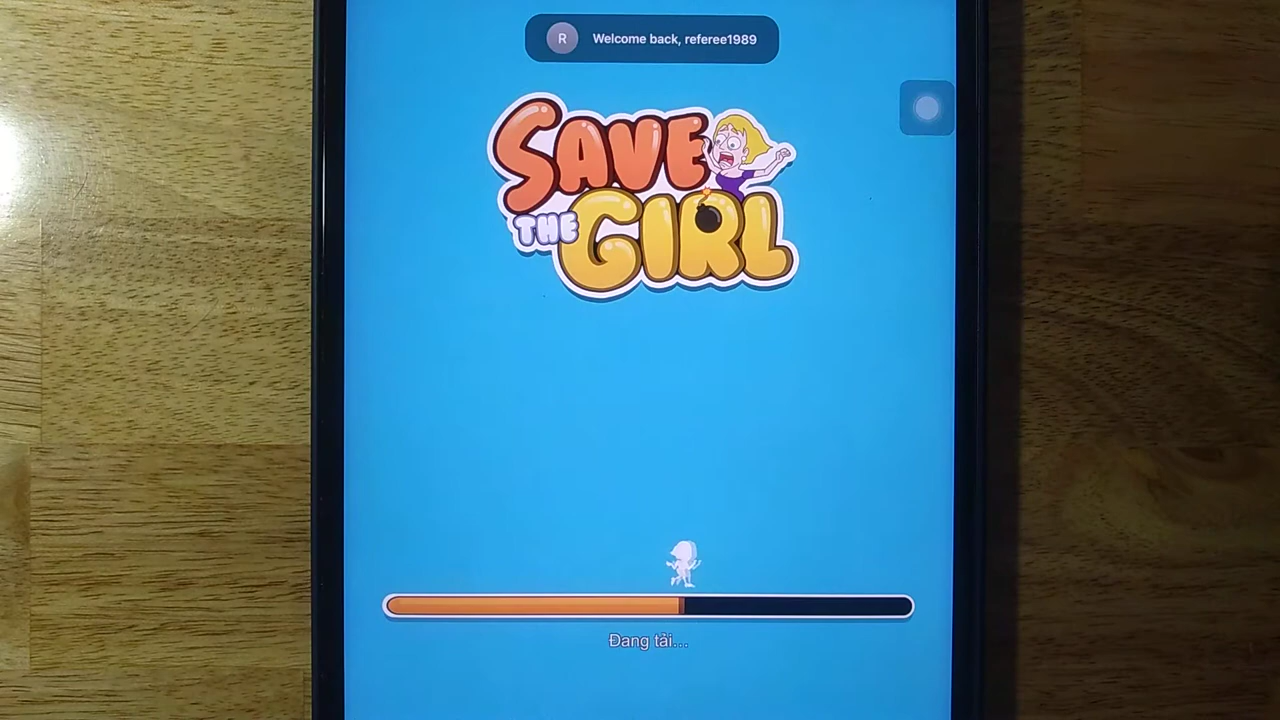 R
Welcome back, referee1989
SAVE
THE GIRL
Đang tải...